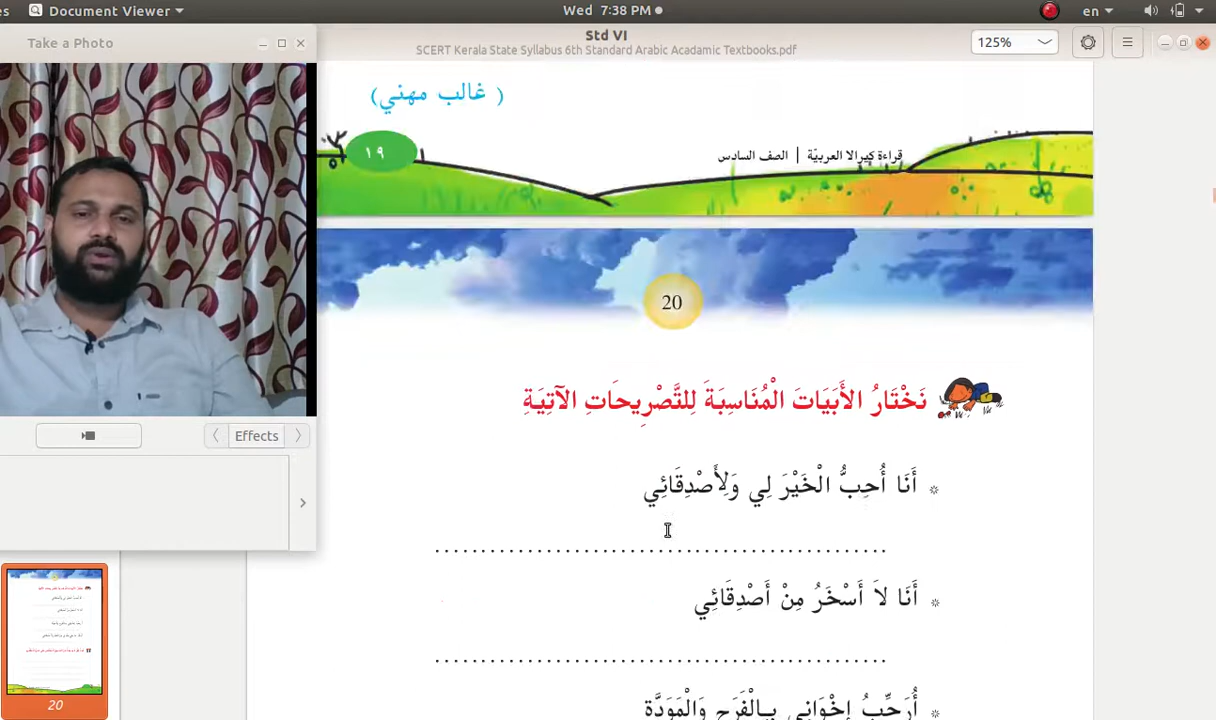 es
Document Viewer
Wed 7:38 PM
en
Take a Photo
Std VI
SCERT Kerala State Syllabus 6th Standard Arabic Acadamic Textbooks.pdf
125%
( غالب مهني)
١٩
قراءة كيرالا العربيّة | الصف السادس
20
نَخْتَارُ الأَبَيَاتَ الْمُنَاسِبَةَ لِلتَّصْرِيحَاتِ الآتِيَةِ
أَنَا أُحِبُّ الْخَيْرَ لِي وَلِأَصْدِقَائِي
أَنَا لاَ أَسْخَرُ مِنْ أَصْدِقَائِي
أُرَحِّبُ إِخْوَانِي بِالْفَرَحِ وَالْمَوَدَّةِ
Effects
20